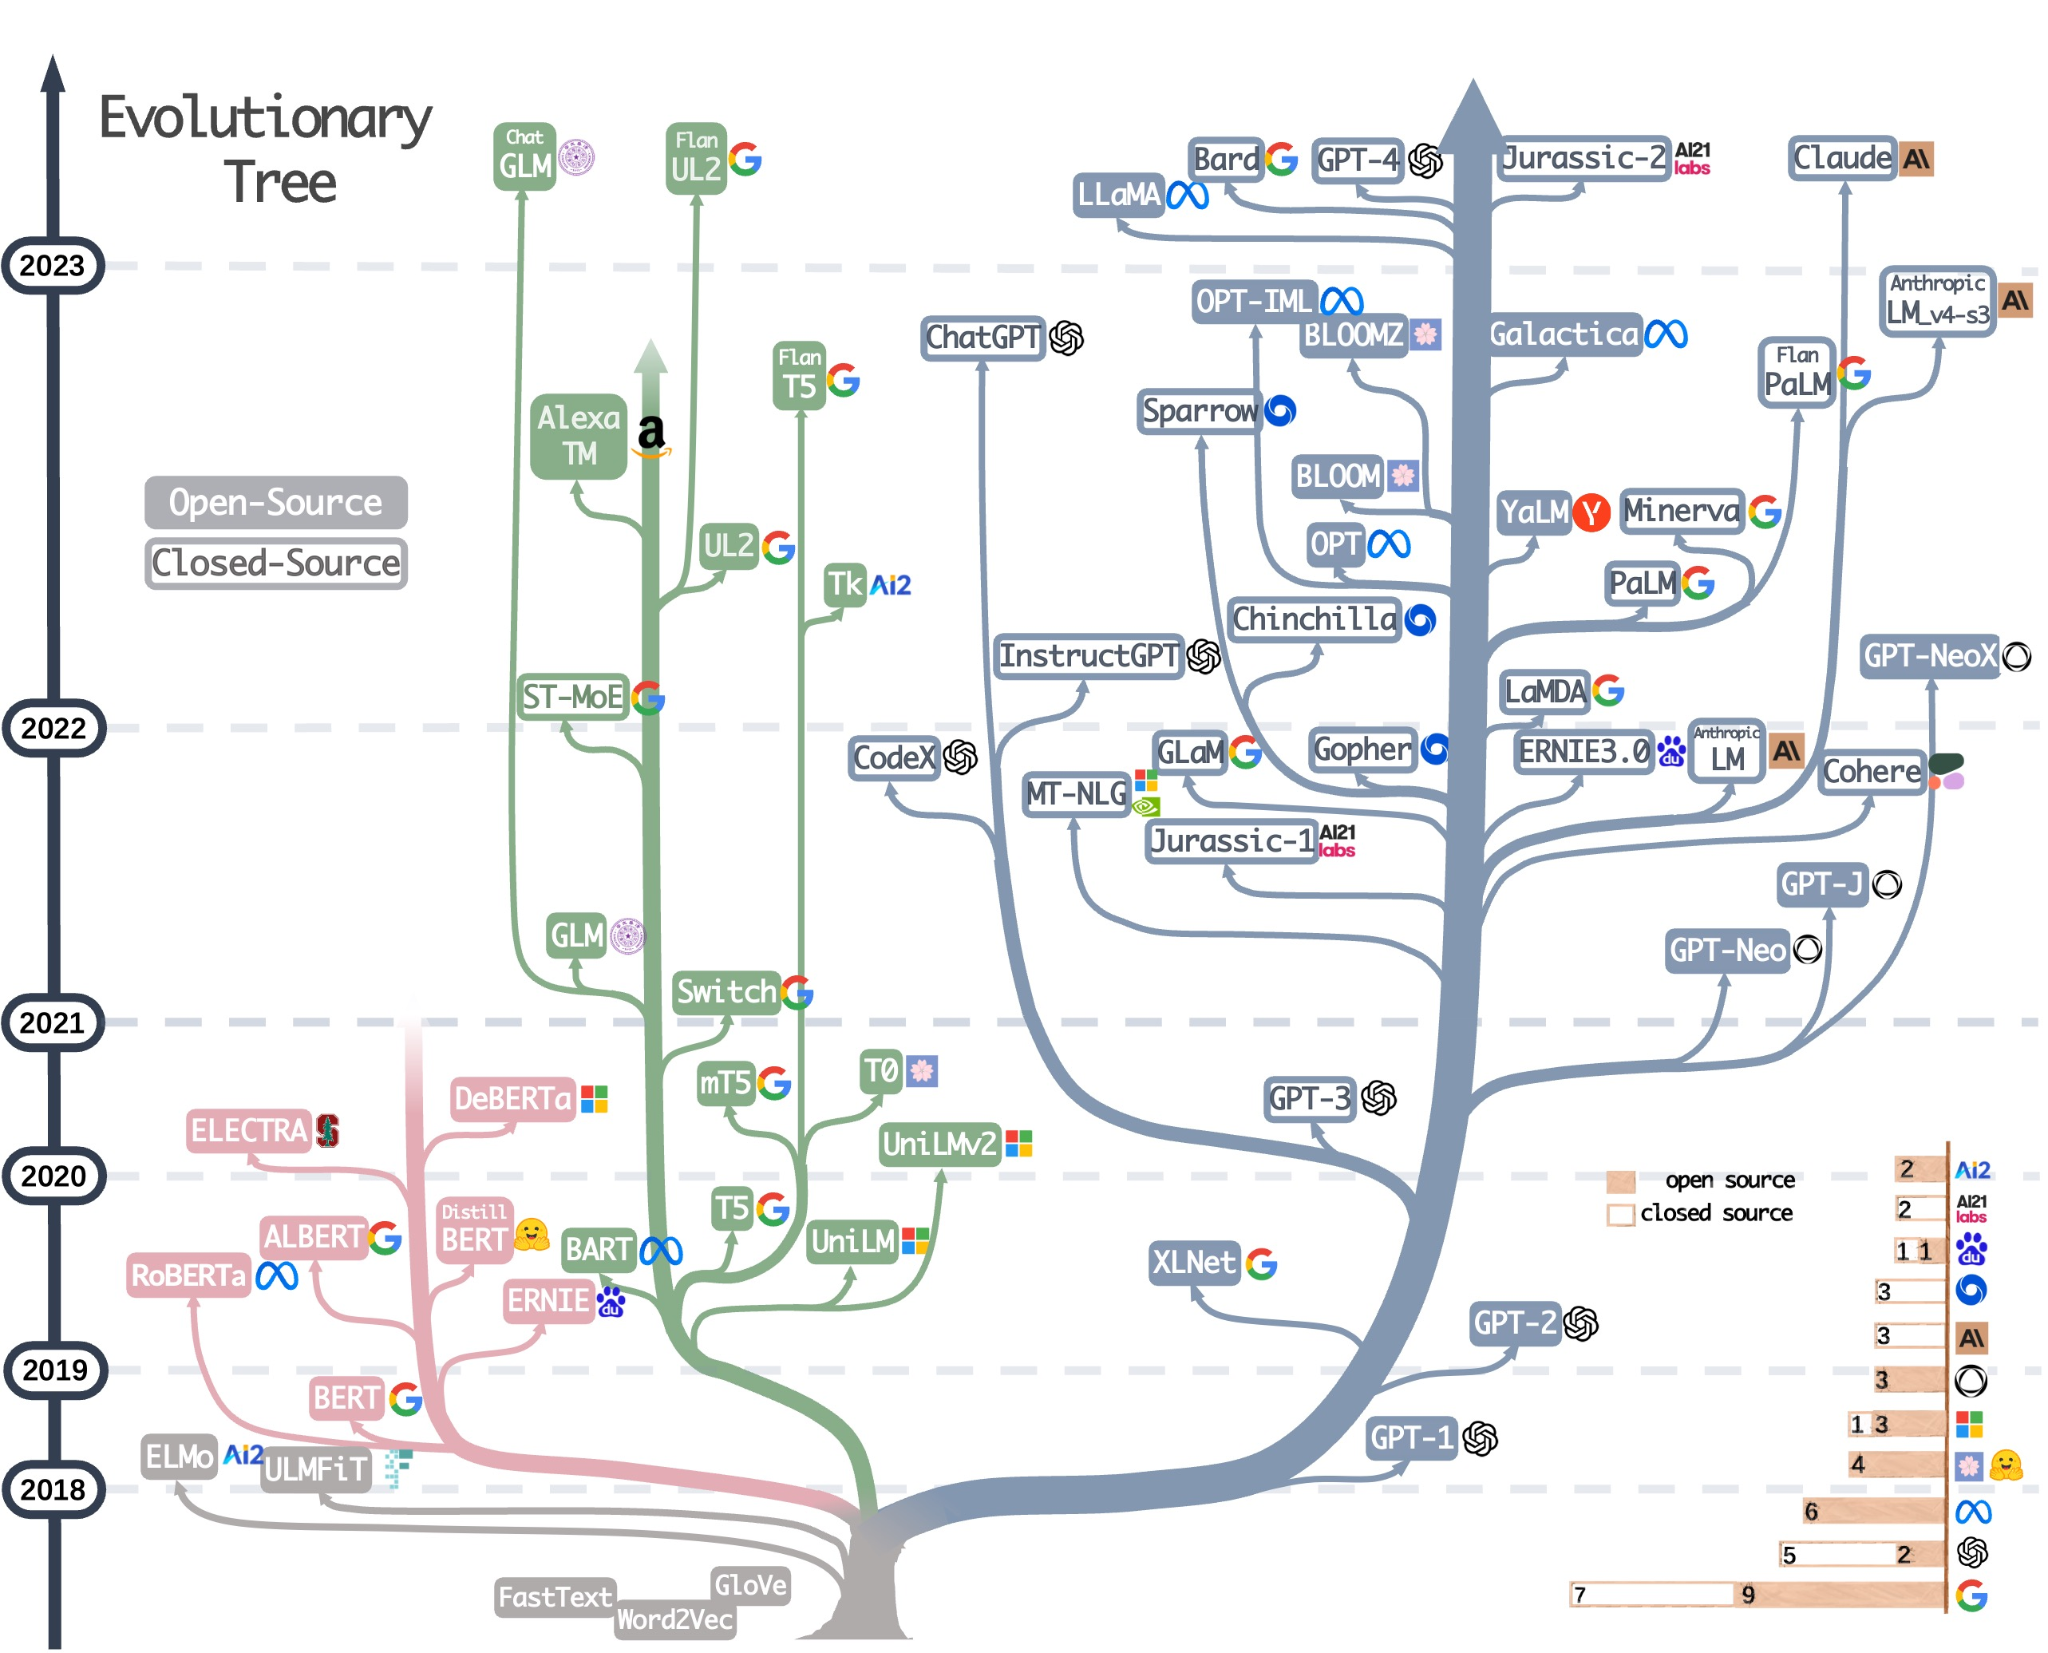 Evolutionary
Tree
2023
2022
2021
2020
2019
2018
Open-Source
Closed-Source
Chat
GLM
Flan
UL2
Flan
T5
Alexa
TM
a
UL2
Tk
Ai2
ST-MoE
GLM
Switch
mT5
T0
UniLMv2
T5
UniLM
BART
DeBERTa
ELECTRA
Distill
BERT
ALBERT
RoBERTa
ERNIE
du
BERT
ELMo
Ai2
ULMFiT
FastText
Word2Vec
GloVe
Bard
GPT-4
Jurassic-2
AI21
labs
Claude
A\
LLaMA
Anthropic
LM_v4-s3
A\
OPT-IML
BLOOMZ
Galactica
ChatGPT
Flan
PaLM
Sparrow
BLOOM
YaLM
Minerva
OPT
PaLM
Chinchilla
InstructGPT
GPT-NeoX
LaMDA
CodeX
GLaM
Gopher
ERNIE3.0
du
Anthropic
LM
A\
Cohere
MT-NLG
Jurassic-1
AI21
labs
GPT-J
GPT-Neo
GPT-3
XLNet
GPT-2
GPT-1
open source
closed source
2 Ai2
2 AI21
labs
1 1 du
3
3 A\
3
1 3
4
6
5 2
7 9